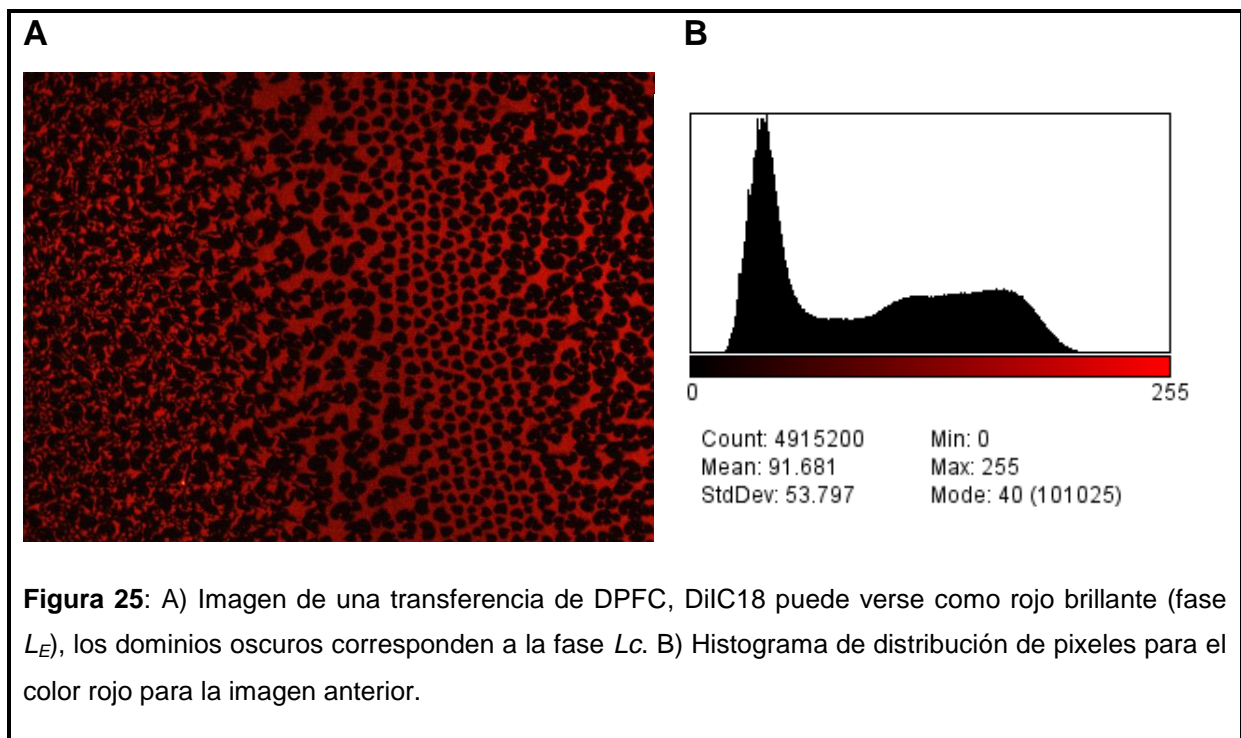 A
B
0
255
Count: 4915200
Min: 0
Mean: 91.681
Max: 255
StdDev: 53.797
Mode: 40 (101025)
Figura 25: A) Imagen de una transferencia de DPFC, DilC18 puede verse como rojo brillante (fase
LE), los dominios oscuros corresponden a la fase Lc. B) Histograma de distribución de pixeles para el
color rojo para la imagen anterior.